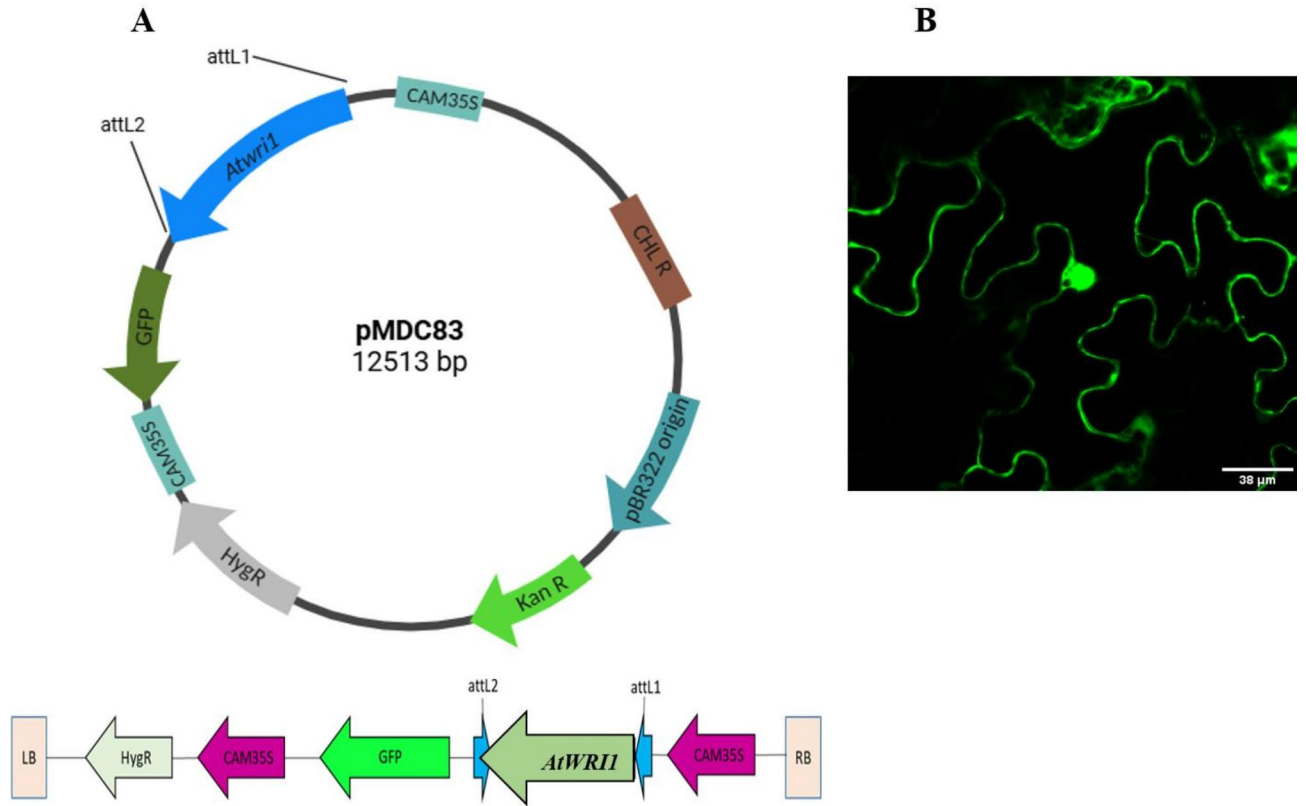 A
B
attL1
CAM35S
attL2
Atwri1
CHL R
GFP
pMDC83
12513 bp
CAM35S
pBR322 origin
HygR
Kan R
38 µm
attL2
attL1
LB
HygR
CAM35S
GFP
AtWRI1
CAM35S
RB